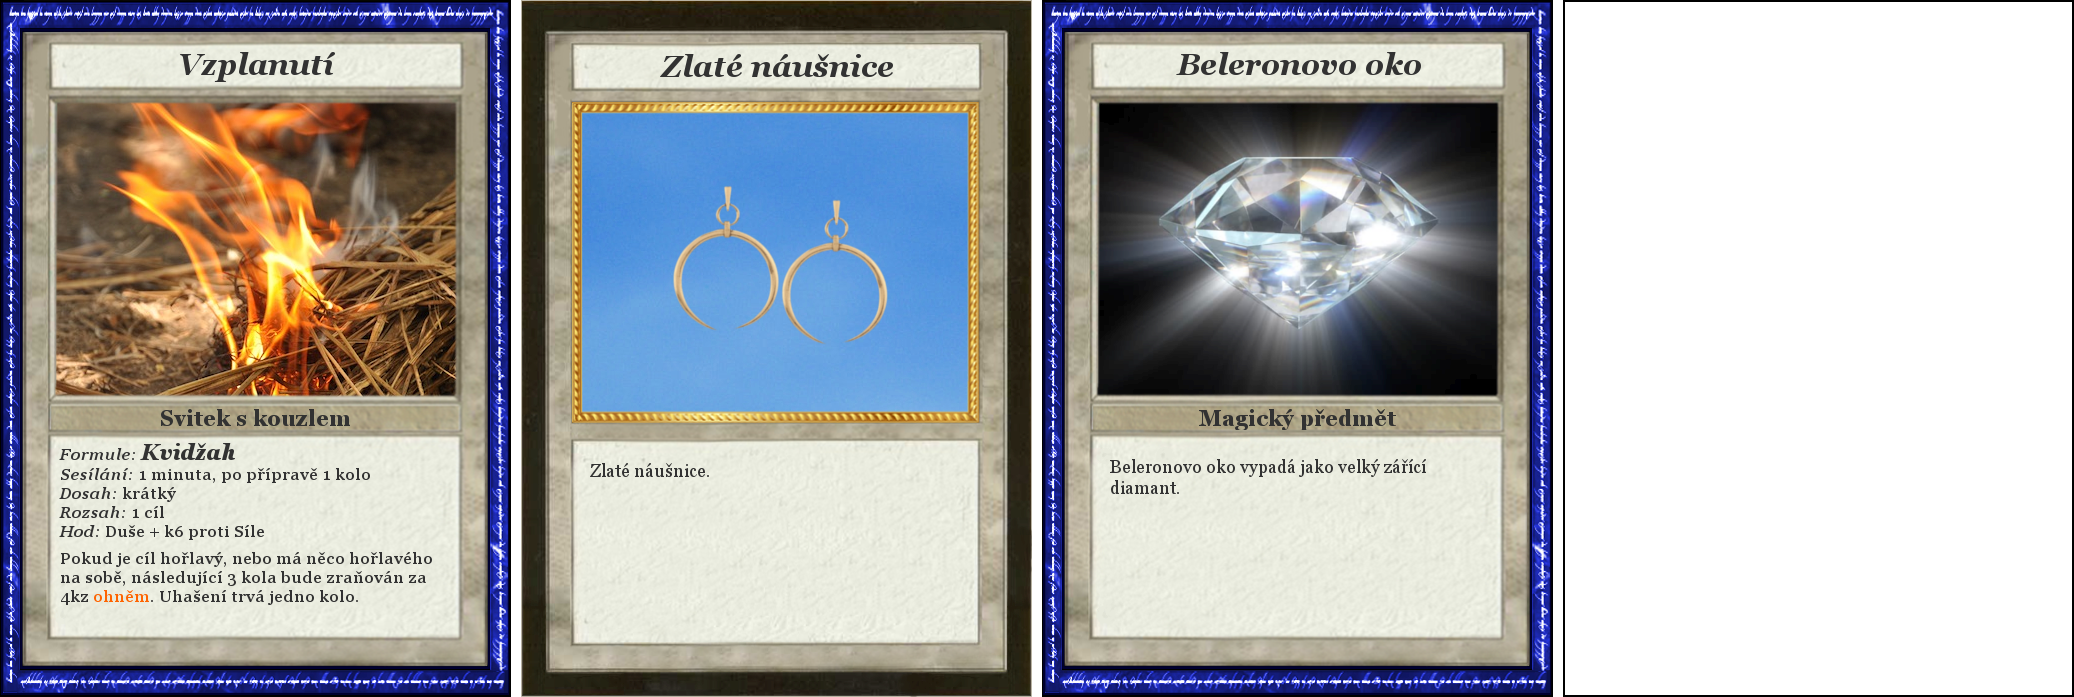 Vzplanutí
Svitek s kouzlem
Formule: Kvidžah
Sesílání: 1 minuta, po přípravě 1 kolo
Dosah: krátký
Rozsah: 1 cíl
Hod: Duše + k6 proti Síle
Pokud je cíl hořlavý, nebo má něco hořlavého
na sobě, následující 3 kola bude zraňován za
4kz ohněm. Uhašení trvá jedno kolo.
Zlaté náušnice
Zlaté náušnice.
Beleronovo oko
Magický předmět
Beleronovo oko vypadá jako velký zářící
diamant.